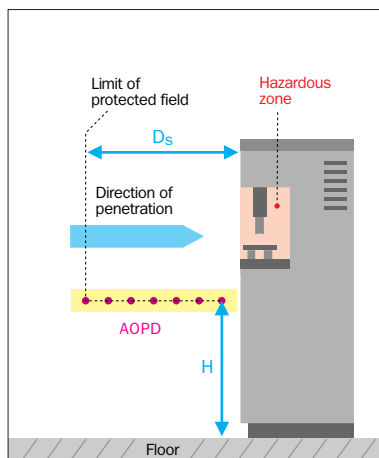 Limit of
protected field
Hazardous
zone
Ds
Direction of
penetration
AOPD
H
Floor